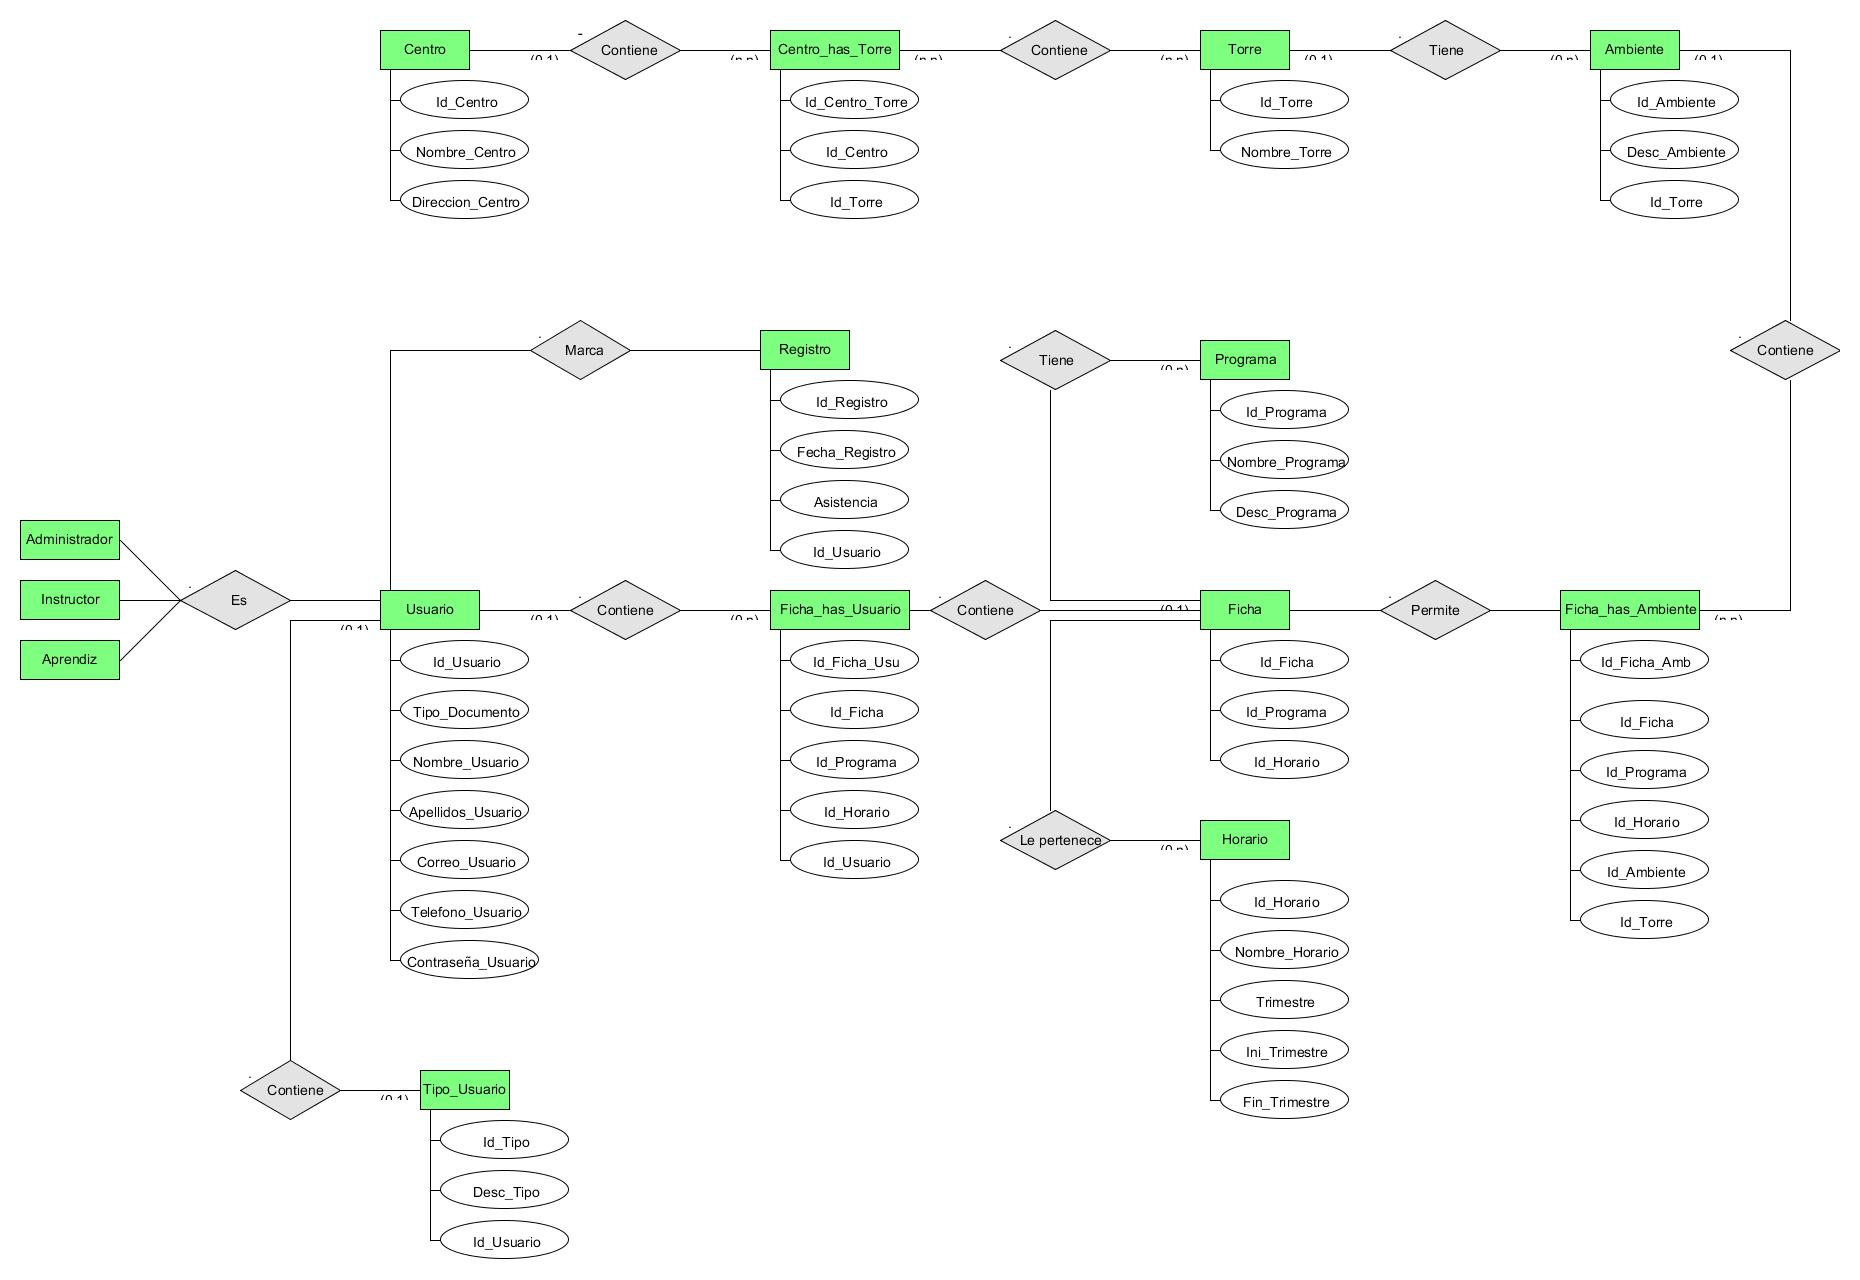 Centro
Contiene
Centro_has_Torre
Contiene
Torre
Tiene
Ambiente
Id_Centro
Nombre_Centro
Direccion_Centro
Id_Centro_Torre
Id_Centro
Id_Torre
Id_Torre
Nombre_Torre
Id_Ambiente
Desc_Ambiente
Id_Torre
Marca
Registro
Id_Registro
Fecha_Registro
Asistencia
Id_Usuario
Tiene
Programa
Id_Programa
Nombre_Programa
Desc_Programa
Contiene
Administrador
Instructor
Aprendiz
Es
Usuario
Contiene
Ficha_has_Usuario
Contiene
Ficha
Permite
Ficha_has_Ambiente
Id_Usuario
Tipo_Documento
Nombre_Usuario
Apellidos_Usuario
Correo_Usuario
Telefono_Usuario
Contraseña_Usuario
Id_Ficha_Usu
Id_Ficha
Id_Programa
Id_Horario
Id_Usuario
Id_Ficha
Id_Programa
Id_Horario
Id_Ficha_Amb
Id_Ficha
Id_Programa
Id_Horario
Id_Ambiente
Id_Torre
Le pertenece
Horario
Id_Horario
Nombre_Horario
Trimestre
Ini_Trimestre
Fin_Trimestre
Contiene
Tipo_Usuario
Id_Tipo
Desc_Tipo
Id_Usuario